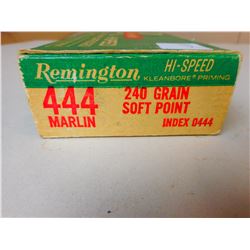 Remington
HI-SPEED
KLEANBORE® PRIMING
444
MARLIN
240 GRAIN
SOFT POINT
INDEX 0444